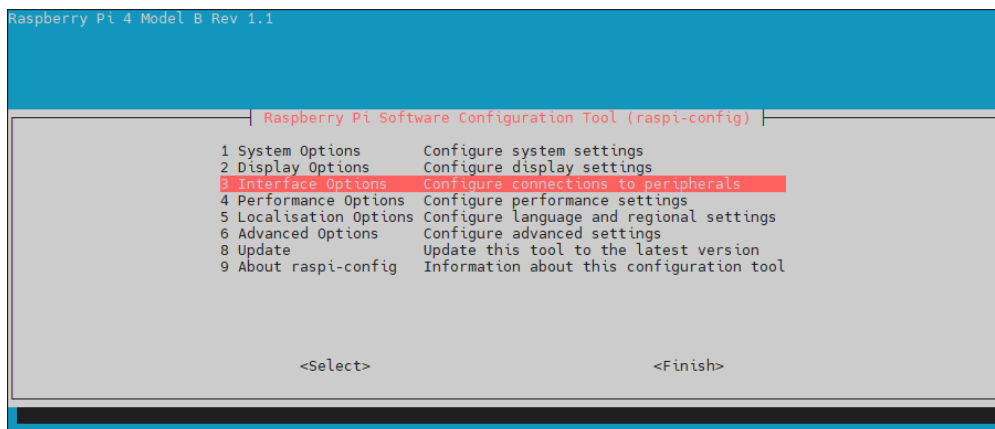 Raspberry Pi 4 Model B Rev 1.1
Raspberry Pi Software Configuration Tool (raspi-config)
1 System Options Configure system settings
2 Display Options Configure display settings
3 Interface Options Configure connections to peripherals
4 Performance Options Configure performance settings
5 Localisation Options Configure language and regional settings
6 Advanced Options Configure advanced settings
8 Update Update this tool to the latest version
9 About raspi-config Information about this configuration tool
<Select> <Finish>